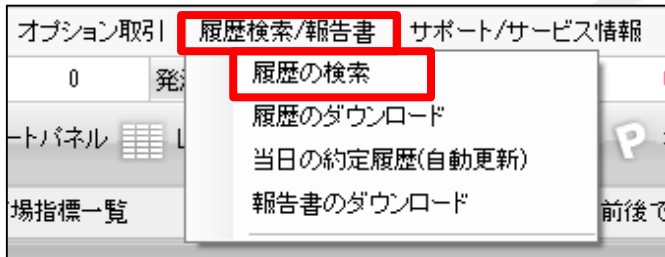 オプション取引 履歴検索/報告書 サポート/サービス情報
0 発 履歴の検索
履歴のダウンロード
ートパネル L P
当日の約定履歴(自動更新)
場指標一覧 報告書のダウンロード 前後で